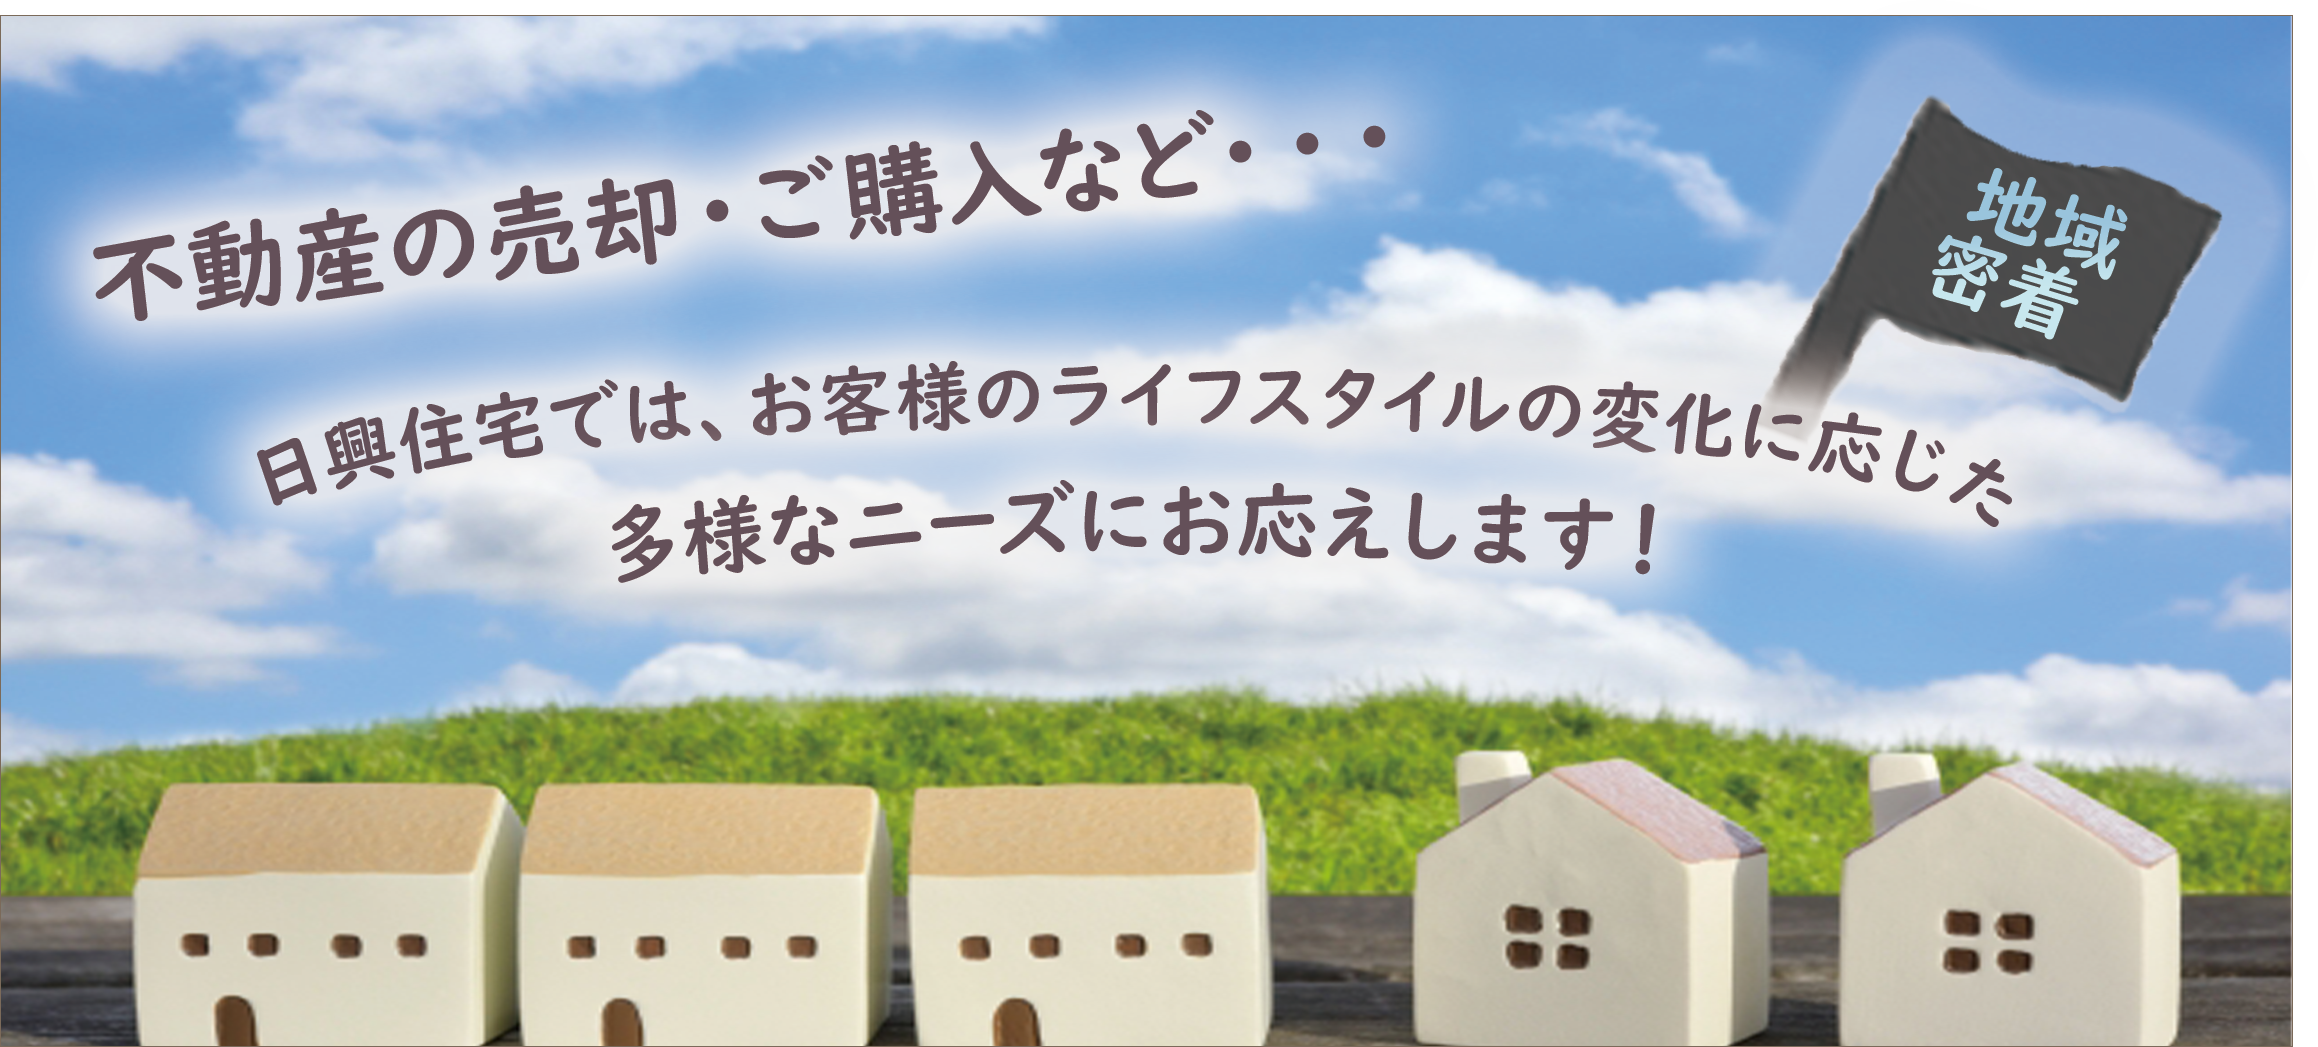 不動産の売却・ご購入など・・・
地域
密着
日興住宅では、お客様のライフスタイルの変化に応じた
多様なニーズにお応えします！